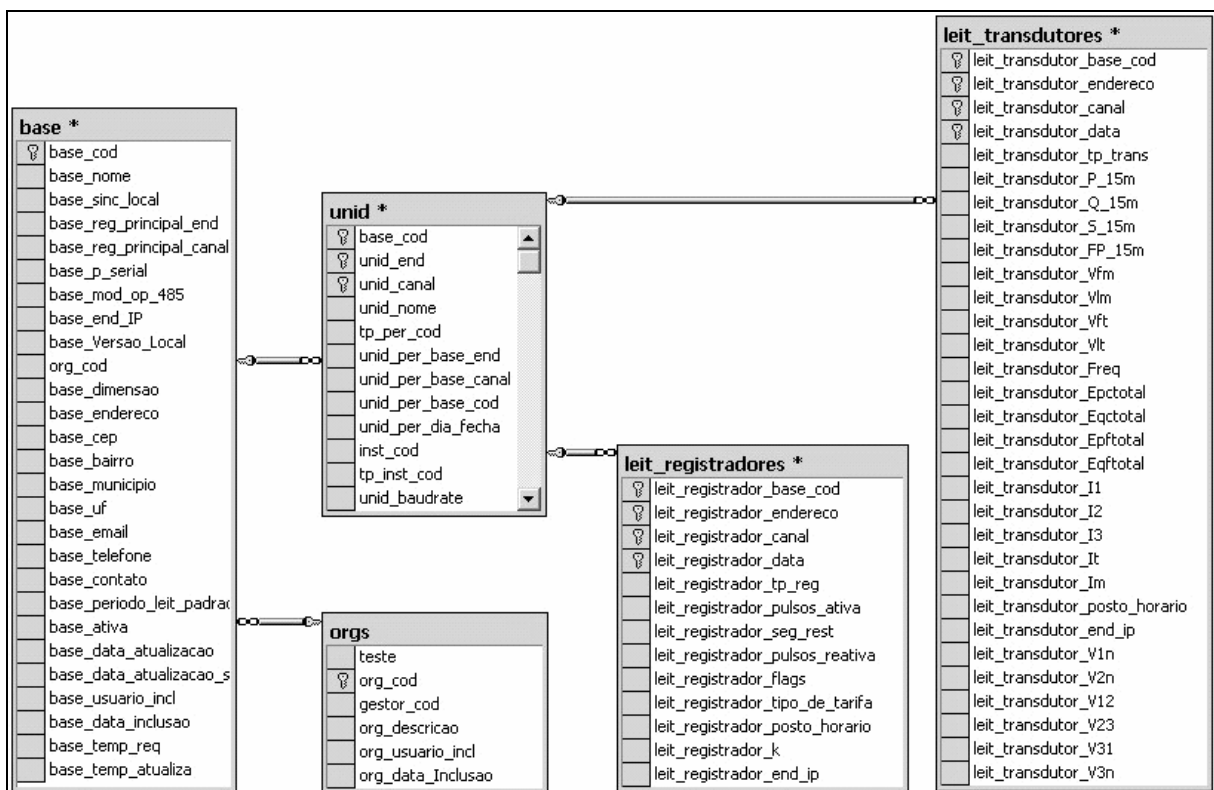 base *
base_cod
base_nome
base_sinc_local
base_reg_principal_end
base_reg_principal_canal
base_p_serial
base_mod_op_485
base_end_IP
base_Versao_Local
org_cod
base_dimensao
base_endereco
base_cep
base_bairro
base_municipio
base_uf
base_email
base_telefone
base_contato
base_periodo_leit_padrac
base_ativa
base_data_atualizacao
base_data_atualizacao_s
base_usuario_incl
base_data_inclusao
base_temp_req
base_temp_atualiza
unid *
base_cod
unid_end
unid_canal
unid_nome
tp_per_cod
unid_per_base_end
unid_per_base_canal
unid_per_base_cod
unid_per_dia_fecha
inst_cod
tp_inst_cod
unid_baudrate
orgs
teste
org_cod
gestor_cod
org_descricao
org_usuario_incl
org_data_Inclusao
leit_registradores *
leit_registrador_base_cod
leit_registrador_endereco
leit_registrador_canal
leit_registrador_data
leit_registrador_tp_reg
leit_registrador_pulsos_ativa
leit_registrador_seg_rest
leit_registrador_pulsos_reativa
leit_registrador_flags
leit_registrador_tipo_de_tarifa
leit_registrador_posto_horario
leit_registrador_k
leit_registrador_end_ip
leit_transdutores *
leit_transdutor_base_cod
leit_transdutor_endereco
leit_transdutor_canal
leit_transdutor_data
leit_transdutor_tp_trans
leit_transdutor_P_15m
leit_transdutor_Q_15m
leit_transdutor_S_15m
leit_transdutor_FP_15m
leit_transdutor_Vfm
leit_transdutor_Vlm
leit_transdutor_Vft
leit_transdutor_Vlt
leit_transdutor_Freq
leit_transdutor_Epctotal
leit_transdutor_Eqctotal
leit_transdutor_Epftotal
leit_transdutor_Eqftotal
leit_transdutor_I1
leit_transdutor_I2
leit_transdutor_I3
leit_transdutor_It
leit_transdutor_Im
leit_transdutor_posto_horario
leit_transdutor_end_ip
leit_transdutor_V1n
leit_transdutor_V2n
leit_transdutor_V12
leit_transdutor_V23
leit_transdutor_V31
leit_transdutor_V3n